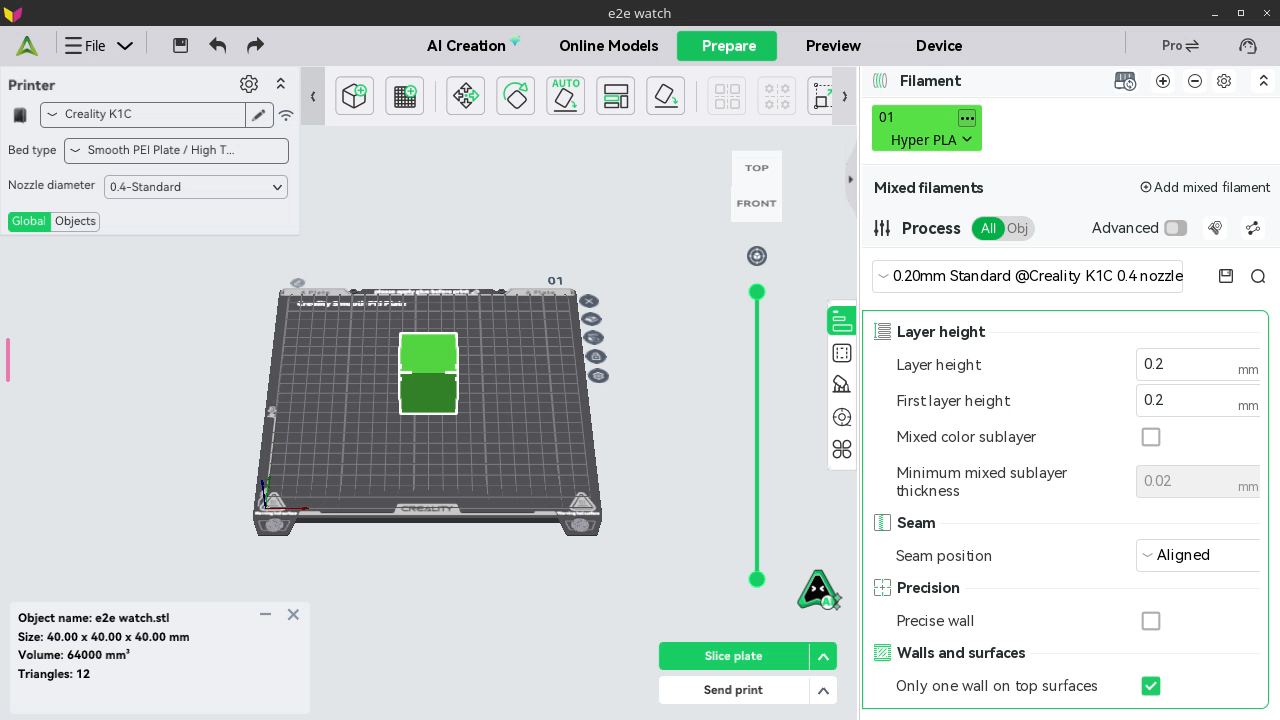 e2e watch
File
AI Creation
Online Models
Prepare
Preview
Device
Pro
Printer
Creality K1C
Bed type
Smooth PEI Plate / High T...
Nozzle diameter
0.4-Standard
Global
Objects
AUTO
TOP
FRONT
01
CREALITY
AI
Object name: e2e watch.stl
Size: 40.00 x 40.00 x 40.00 mm
Volume: 64000 mm³
Triangles: 12
Slice plate
Send print
Filament
01
Hyper PLA
Mixed filaments
Add mixed filament
Process
All
Obj
Advanced
0.20mm Standard @Creality K1C 0.4 nozzle
Layer height
Layer height
0.2
mm
First layer height
0.2
mm
Mixed color sublayer
Minimum mixed sublayer
thickness
0.02
mm
Seam
Seam position
Aligned
Precision
Precise wall
Walls and surfaces
Only one wall on top surfaces